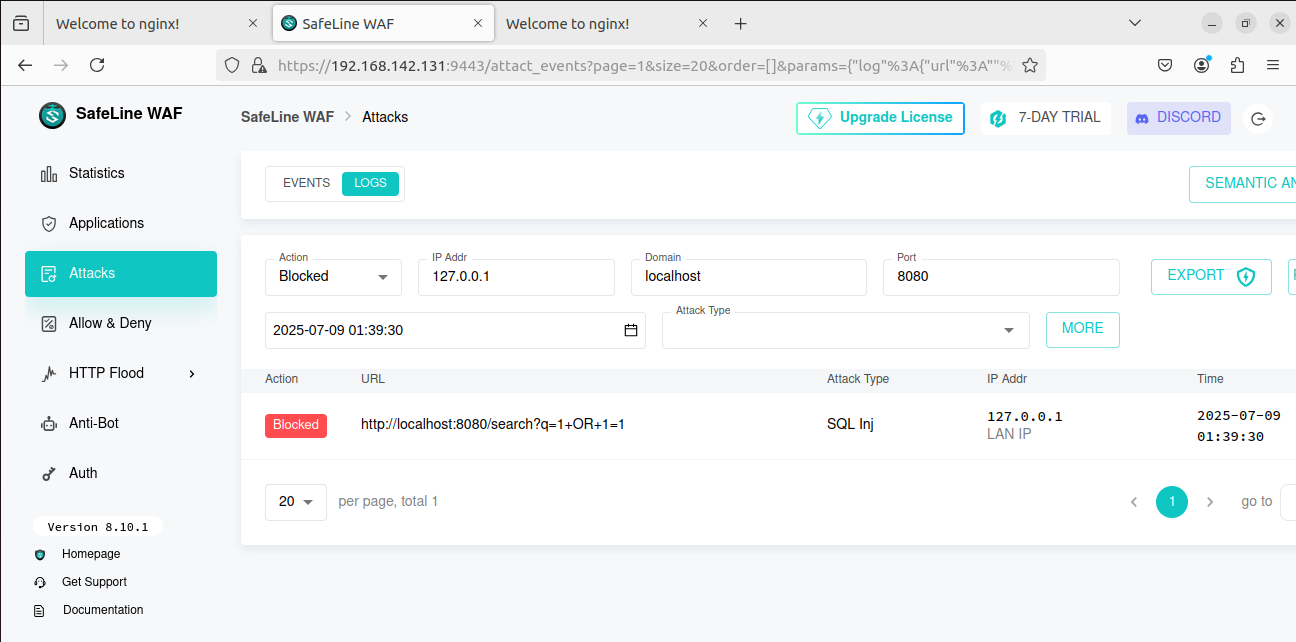 Welcome to nginx!
SafeLine WAF
Welcome to nginx!
https://192.168.142.131:9443/attact_events?page=1&size=20&order=[]&params={"log"%3A{"url"%3A""%
SafeLine WAF
SafeLine WAF > Attacks
Upgrade License
7-DAY TRIAL
DISCORD
Statistics
Applications
Attacks
Allow & Deny
HTTP Flood
Anti-Bot
Auth
Version 8.10.1
Homepage
Get Support
Documentation
EVENTS LOGS
SEMANTIC AN
Action
Blocked
IP Addr
127.0.0.1
Domain
localhost
Port
8080
EXPORT
2025-07-09 01:39:30
Attack Type
MORE
Action URL Attack Type IP Addr Time
Blocked http://localhost:8080/search?q=1+OR+1=1 SQL Inj
127.0.0.1
LAN IP
2025-07-09
01:39:30
20 per page, total 1
1
go to